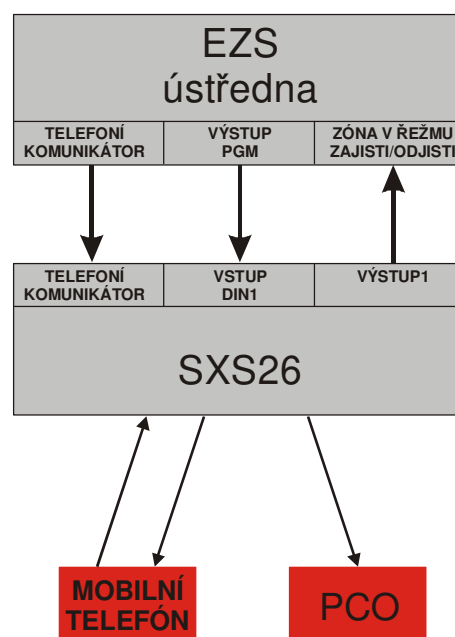 EZS
ústředna
TELEFONÍ
KOMUNIKÁTOR
VÝSTUP
PGM
ZÓNA V ŘEŽMU
ZAJISTI/ODJISTI
TELEFONÍ
KOMUNIKÁTOR
VSTUP
DIN1
VÝSTUP1
SXS26
MOBILNÍ
TELEFÓN
PCO